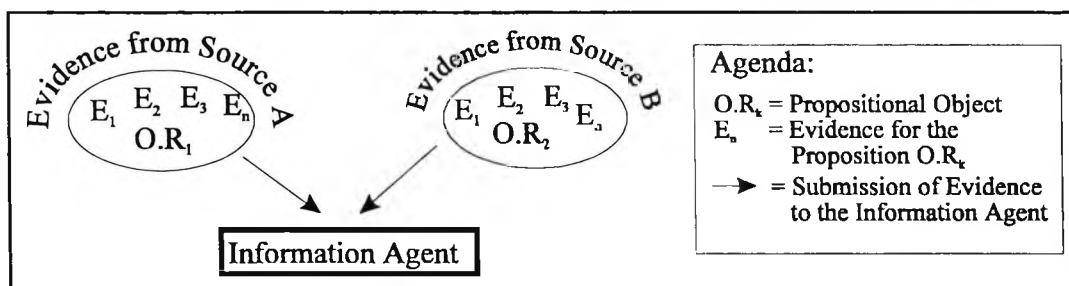 Evidence from Source A
E₁ E₂ E₃ Eₙ
O.R₁
Evidence from Source B
E₁ E₂ E₃ Eₙ
O.R₂
Information Agent
Agenda:
O.Rₖ = Propositional Object
Eₙ = Evidence for the
Proposition O.Rₖ
= Submission of Evidence
to the Information Agent